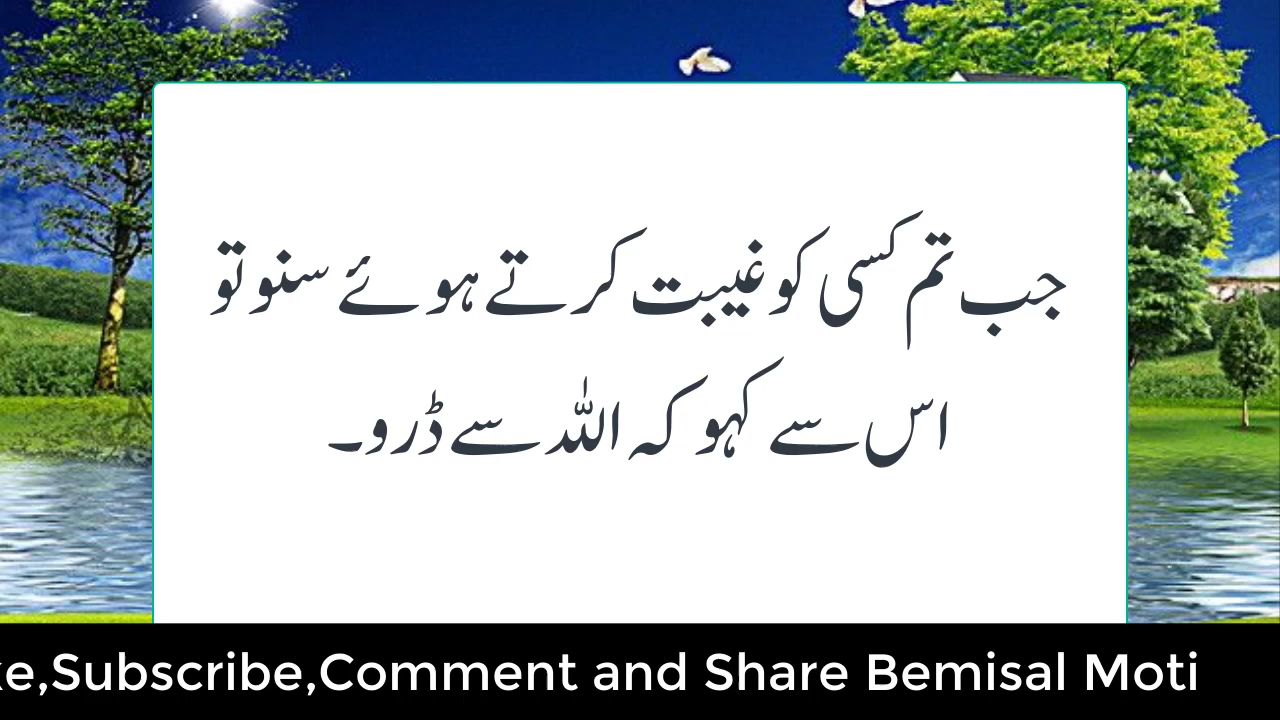 جب تم کسی کو غیبت کرتے ہوئے سنو تو
اس سے کہو کہ اللہ سے ڈرو۔
ke,Subscribe,Comment and Share Bemisal Moti